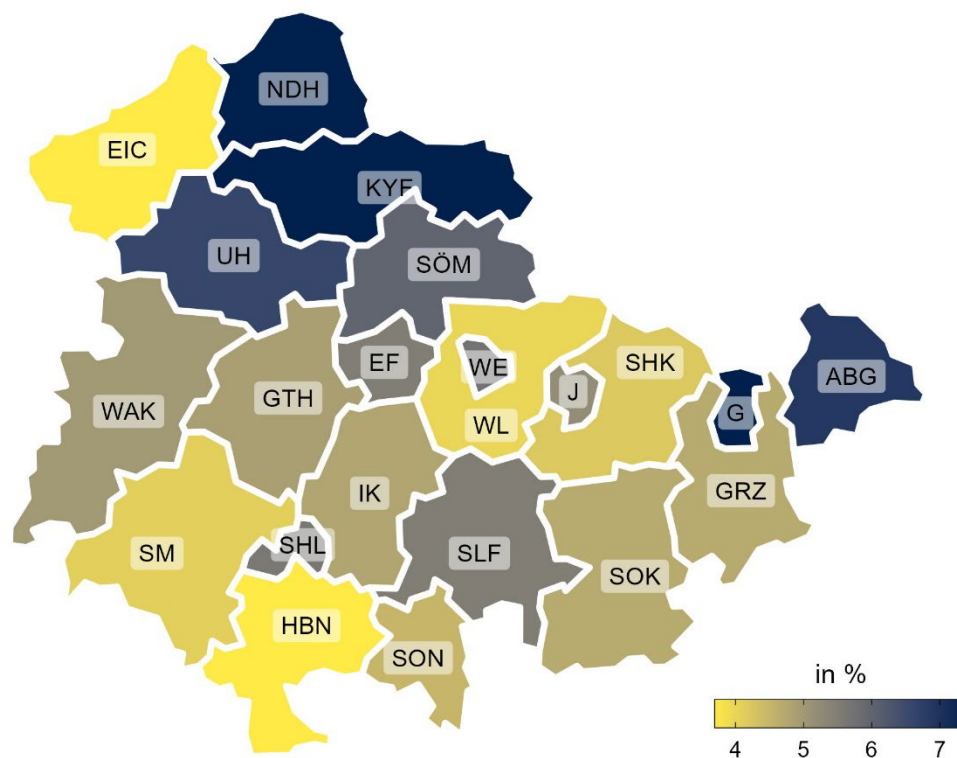 NDH
EIC
KYF
UH
SÖM
EF
WE
J
SHK
ABG
WAK
GTH
WL
G
IK
GRZ
SM
SHL
SLF
SOK
HBN
SON
in %
4 5 6 7